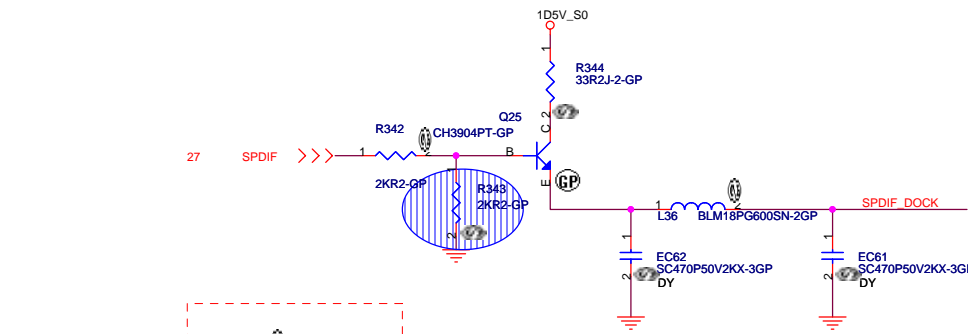 1D5V_S0
1
R344
33R2J-2-GP
2
C
Q25
CH3904PT-GP
R342
27 SPDIF
1
B
E
GP
2KR2-GP
1
R343
2KR2-GP
2
SPDIF_DOCK
1
2
L36
BLM18PG600SN-2GP
1
EC62
SC470P50V2KX-3GP
2
DY
1
EC61
SC470P50V2KX-3G
2
DY